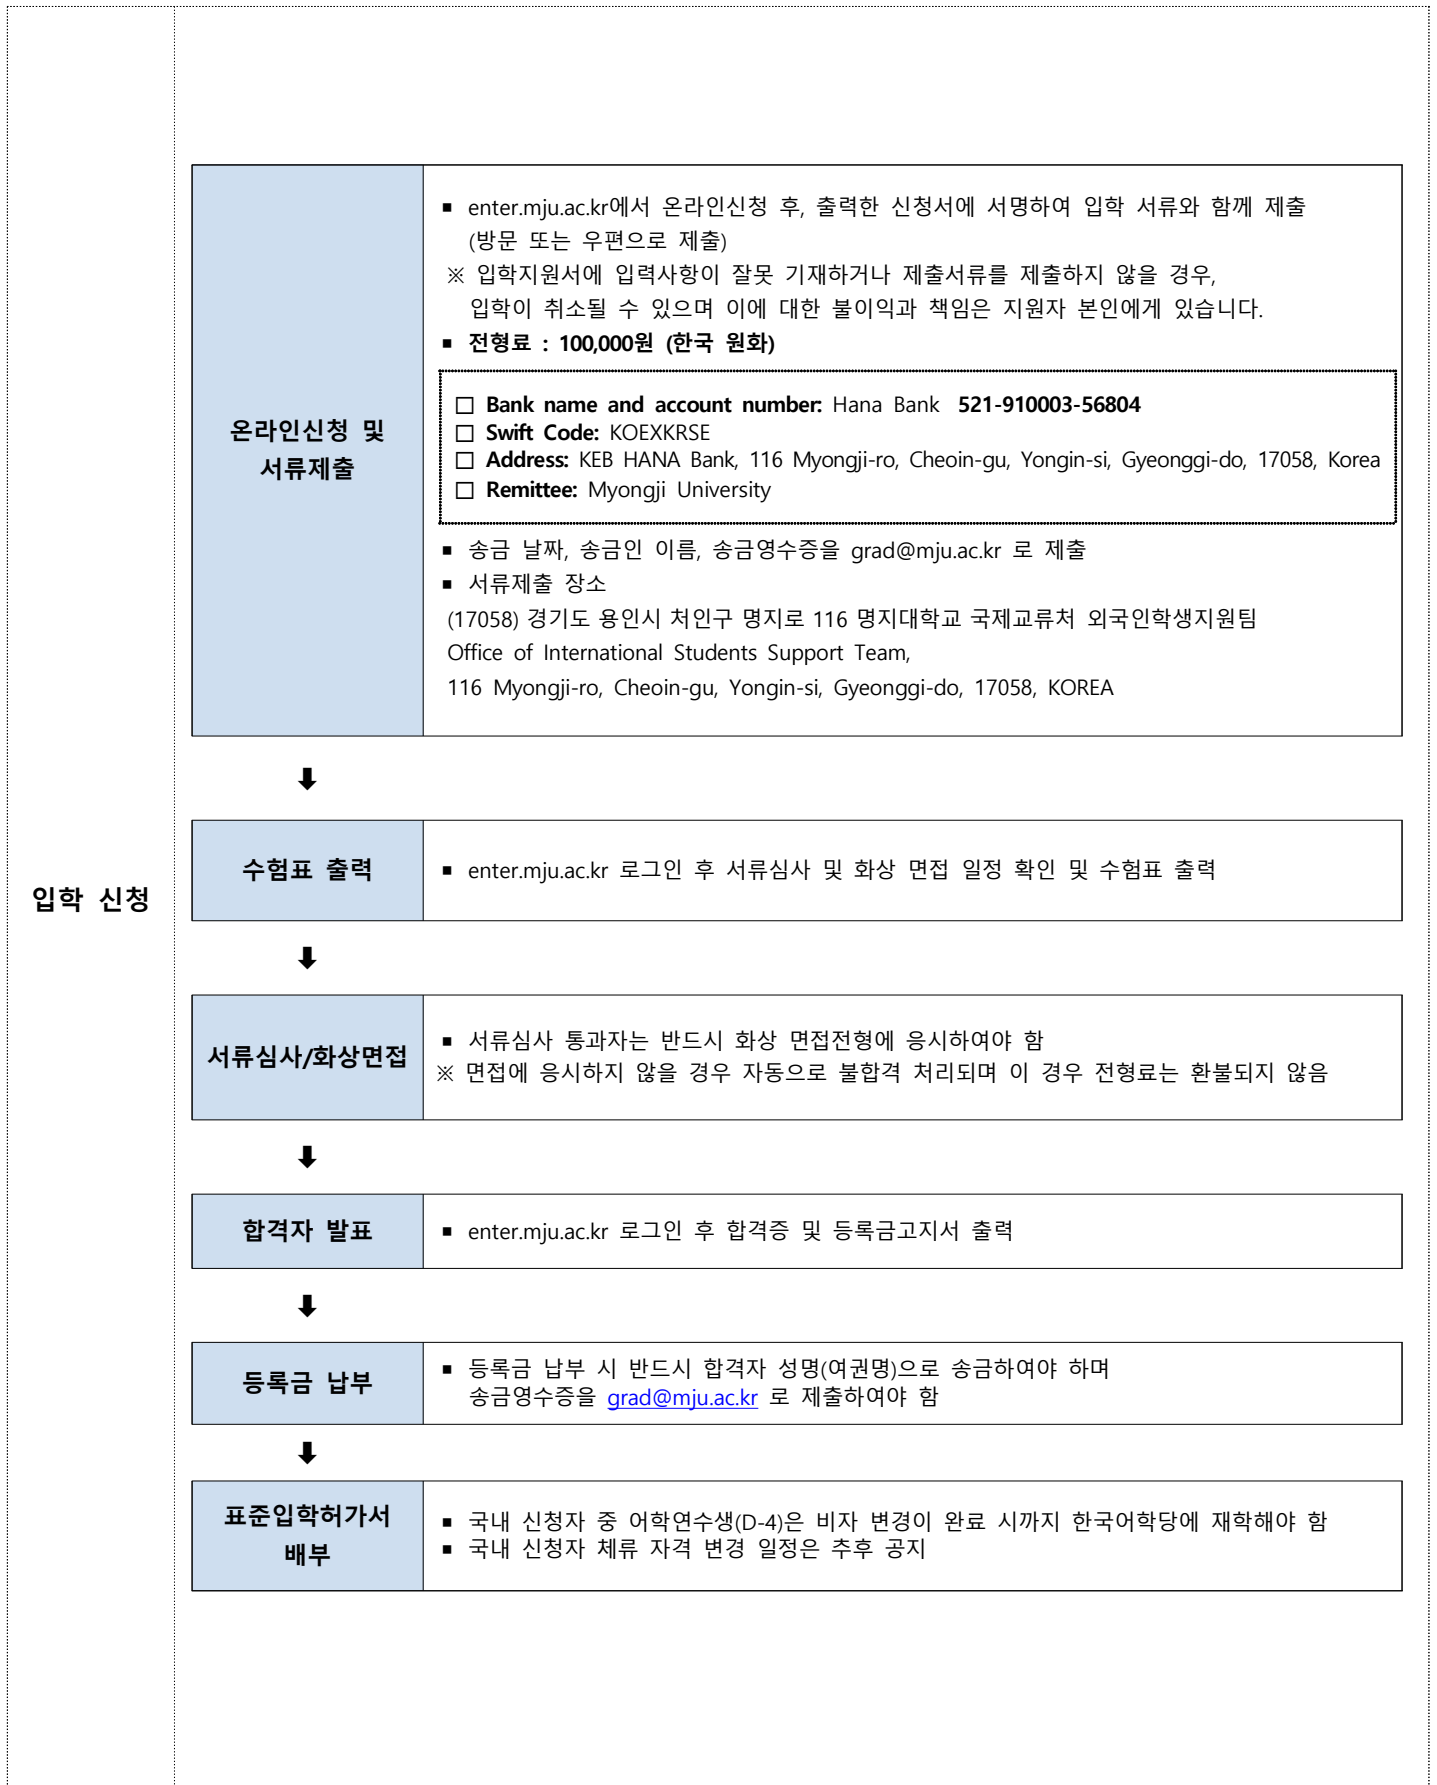 입학 신청
온라인신청 및
서류제출
■ enter.mju.ac.kr에서 온라인신청 후, 출력한 신청서에 서명하여 입학 서류와 함께 제출
(방문 또는 우편으로 제출)
※ 입학지원서에 입력사항이 잘못 기재하거나 제출서류를 제출하지 않을 경우,
입학이 취소될 수 있으며 이에 대한 불이익과 책임은 지원자 본인에게 있습니다.
■ 전형료 : 100,000원 (한국 원화)
□ Bank name and account number: Hana Bank 521-910003-56804
□ Swift Code: KOEXKRSE
□ Address: KEB HANA Bank, 116 Myongji-ro, Cheoin-gu, Yongin-si, Gyeonggi-do, 17058, Korea
□ Remittee: Myongji University
■ 송금 날짜, 송금인 이름, 송금영수증을 grad@mju.ac.kr 로 제출
■ 서류제출 장소
(17058) 경기도 용인시 처인구 명지로 116 명지대학교 국제교류처 외국인학생지원팀
Office of International Students Support Team,
116 Myongji-ro, Cheoin-gu, Yongin-si, Gyeonggi-do, 17058, KOREA
⬇
수험표 출력
■ enter.mju.ac.kr 로그인 후 서류심사 및 화상 면접 일정 확인 및 수험표 출력
⬇
서류심사/화상면접
■ 서류심사 통과자는 반드시 화상 면접전형에 응시하여야 함
※ 면접에 응시하지 않을 경우 자동으로 불합격 처리되며 이 경우 전형료는 환불되지 않음
⬇
합격자 발표
■ enter.mju.ac.kr 로그인 후 합격증 및 등록금고지서 출력
⬇
등록금 납부
■ 등록금 납부 시 반드시 합격자 성명(여권명)으로 송금하여야 하며
송금영수증을 grad@mju.ac.kr 로 제출하여야 함
⬇
표준입학허가서
배부
■ 국내 신청자 중 어학연수생(D-4)은 비자 변경이 완료 시까지 한국어학당에 재학해야 함
■ 국내 신청자 체류 자격 변경 일정은 추후 공지